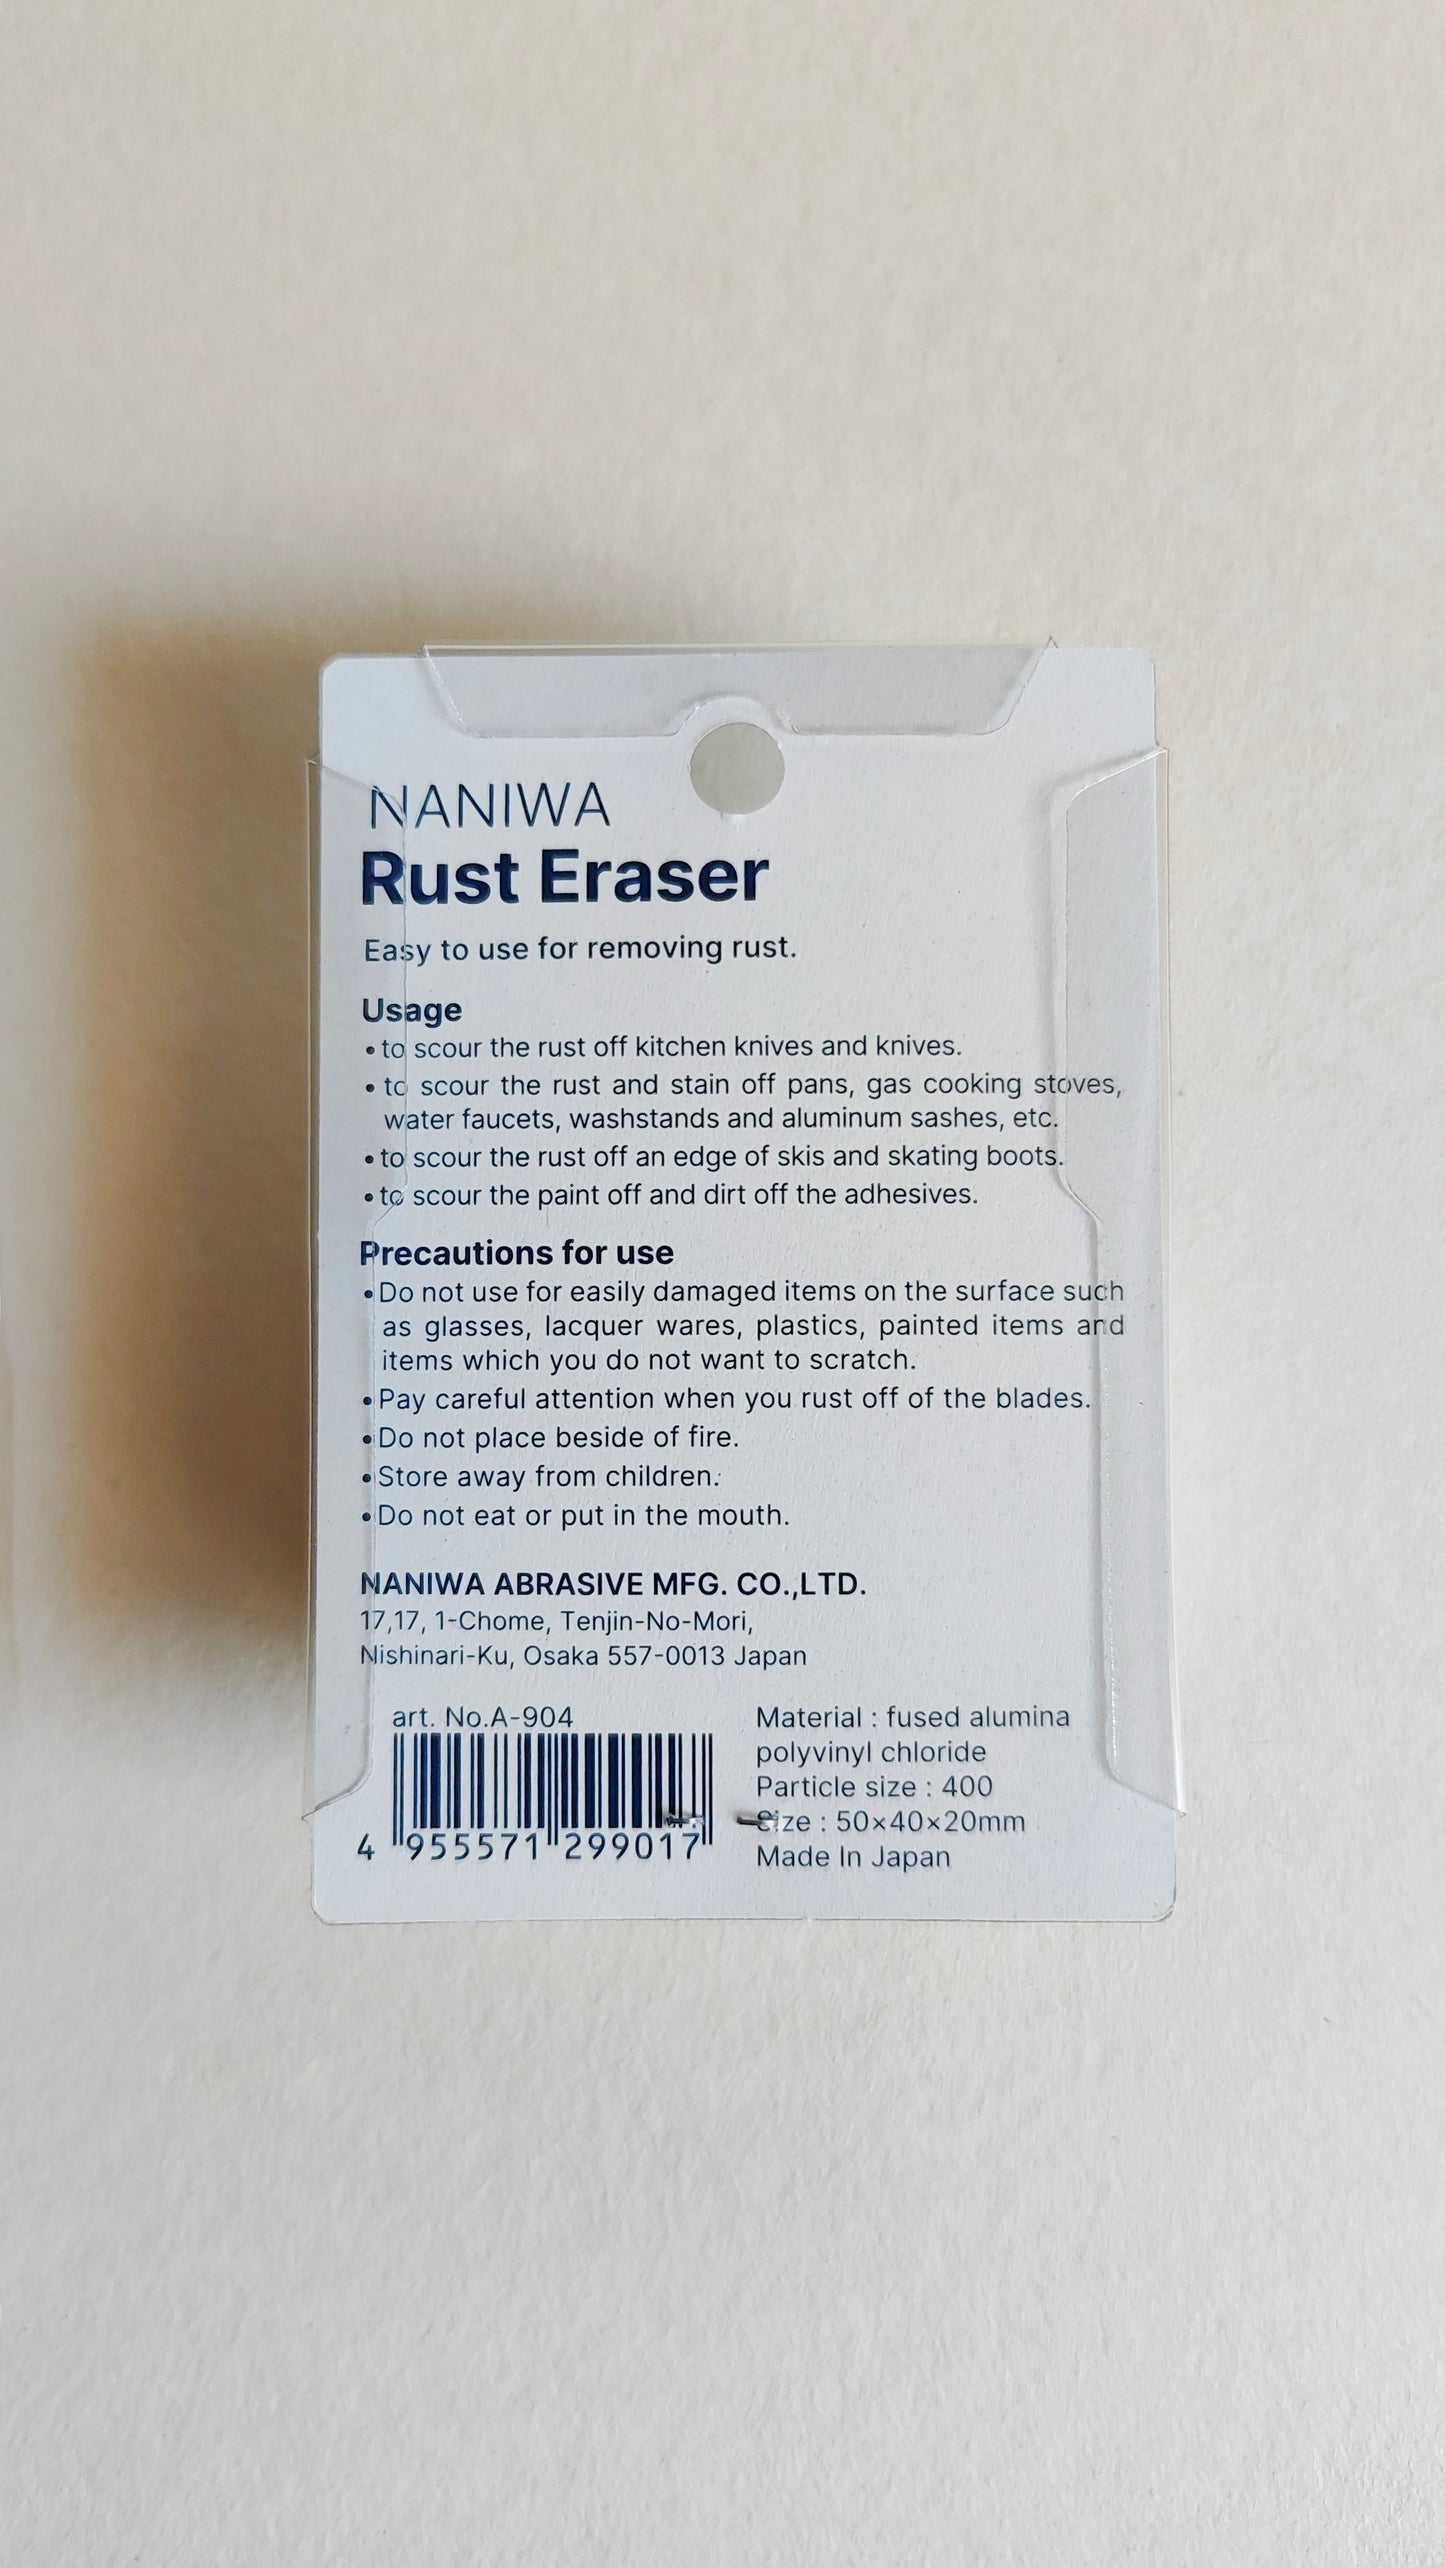 NANIWA
Rust Eraser
Easy to use for removing rust.
Usage
• to scour the rust off kitchen knives and knives.
• to scour the rust and stain off pans, gas cooking stoves,
water faucets, washstands and aluminum sashes, etc.
• to scour the rust off an edge of skis and skating boots.
• to scour the paint off and dirt off the adhesives.
Precautions for use
• Do not use for easily damaged items on the surface such
as glasses, lacquer wares, plastics, painted items and
items which you do not want to scratch.
• Pay careful attention when you rust off of the blades.
• Do not place beside of fire.
• Store away from children.
• Do not eat or put in the mouth.
NANIWA ABRASIVE MFG. CO.,LTD.
17,17, 1-Chome, Tenjin-No-Mori,
Nishinari-Ku, Osaka 557-0013 Japan
art. No.A-904
4 955571 299017
Material : fused alumina
polyvinyl chloride
Particle size : 400
Size : 50×40×20mm
Made In Japan